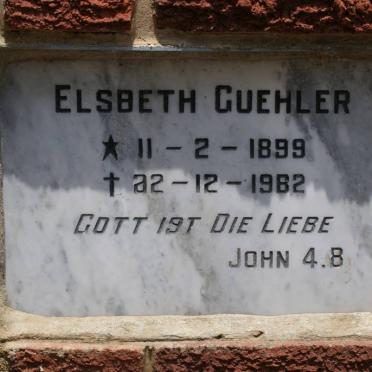 ELSBETH GUEHLER
★ 11 - 2 - 1899
† 22 - 12 - 1962
GOTT IST DIE LIEBE
JOHN 4.8